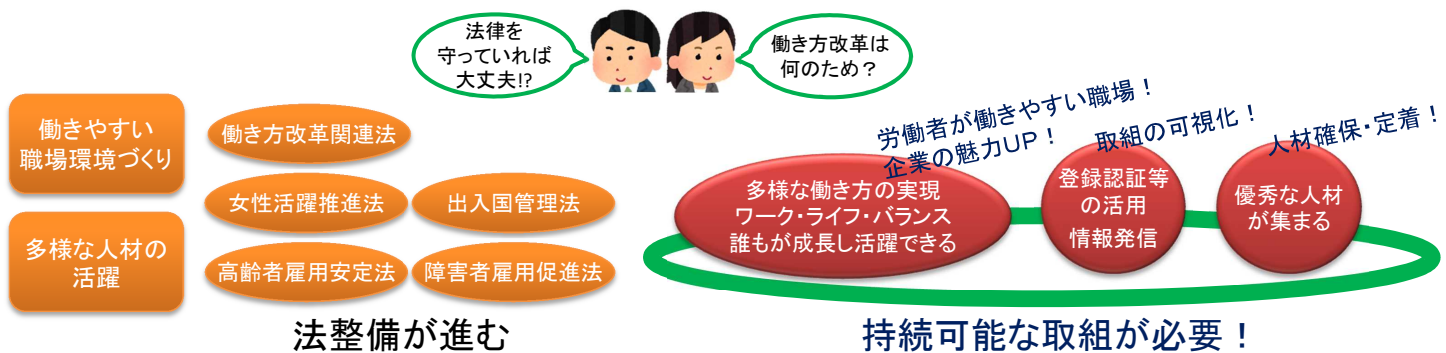 法律を
守っていれば
大丈夫!?
働き方改革は
何のため？
働きやすい
職場環境づくり
多様な人材の
活躍
働き方改革関連法
女性活躍推進法
出入国管理法
高齢者雇用安定法
障害者雇用促進法
法整備が進む
労働者が働きやすい職場！
企業の魅力UP！
取組の可視化！
人材確保・定着！
多様な働き方の実現
ワーク・ライフ・バランス
誰もが成長し活躍できる
登録認証等
の活用
情報発信
優秀な人材
が集まる
持続可能な取組が必要！